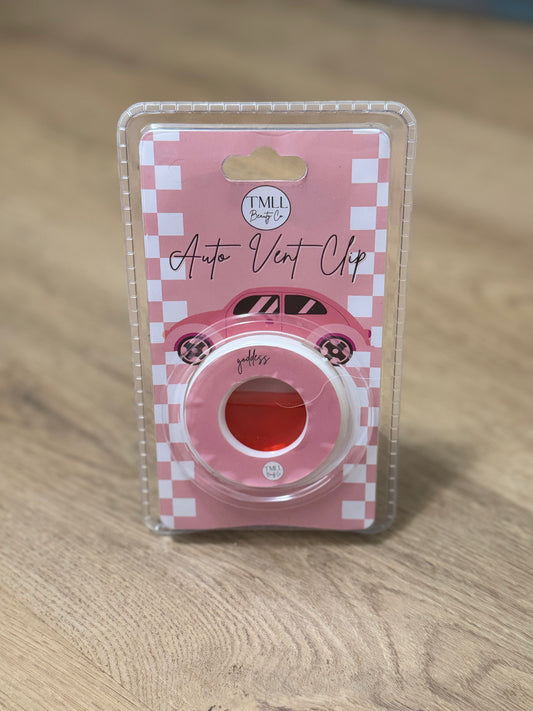 TMLL
Beauty Co
Auto Vent Clip
goddess
TMLL
Beauty Co